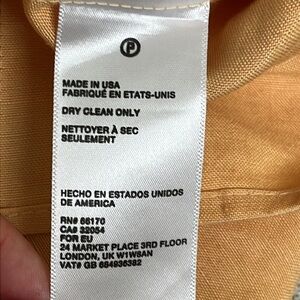 P
MADE IN USA
FABRIQUÉ EN ETATS-UNIS
DRY CLEAN ONLY
NETTOYER À SEC
SEULEMENT
HECHO EN ESTADOS UNIDOS
DE AMERICA
RN# 66170
CA# 32054
FOR EU
24 MARKET PLACE 3RD FLOOR
LONDON, UK W1W8AN
VAT# GB 684936382